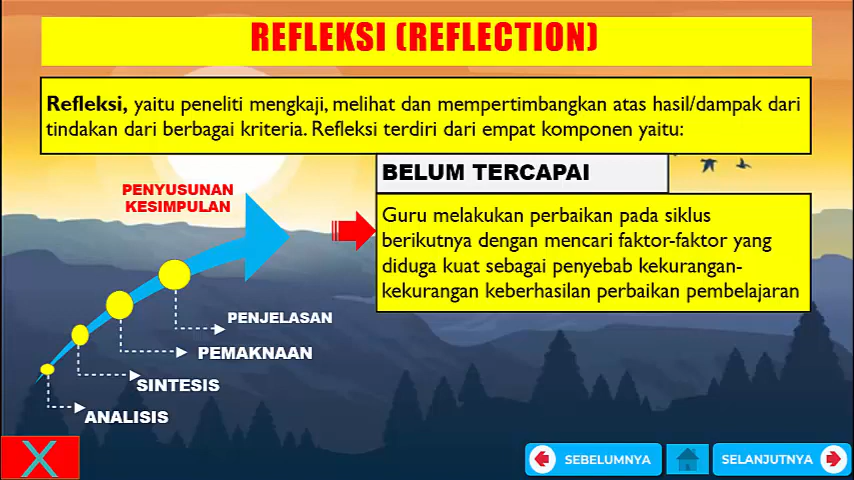 REFLEKSI (REFLECTION)
Refleksi, yaitu peneliti mengkaji, melihat dan mempertimbangkan atas hasil/dampak dari
tindakan dari berbagai kriteria. Refleksi terdiri dari empat komponen yaitu:
PENYUSUNAN
KESIMPULAN
BELUM TERCAPAI
Guru melakukan perbaikan pada siklus
berikutnya dengan mencari faktor-faktor yang
diduga kuat sebagai penyebab kekurangan-
kekurangan keberhasilan perbaikan pembelajaran
PENJELASAN
PEMAKNAAN
SINTESIS
ANALISIS
X
SEBELUMNYA
SELANJUTNYA